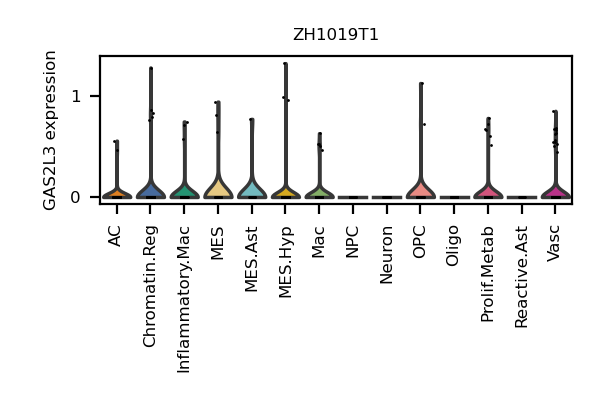 ZH1019T1
GAS2L3 expression
1
0
AC
Chromatin.Reg
Inflammatory.Mac
MES
MES.Ast
MES.Hyp
Mac
NPC
Neuron
OPC
Oligo
Prolif.Metab
Reactive.Ast
Vasc